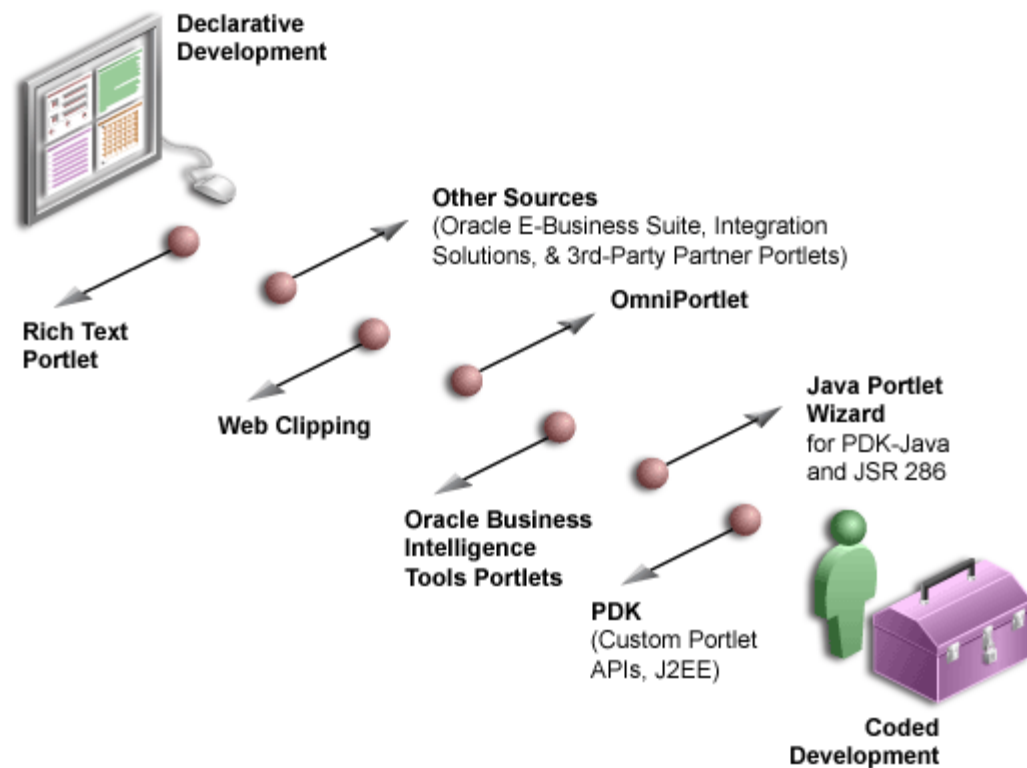 Declarative
Development
Other Sources
(Oracle E-Business Suite, Integration
Solutions, & 3rd-Party Partner Portlets)
OmniPortlet
Rich Text
Portlet
Web Clipping
Java Portlet
Wizard
for PDK-Java
and JSR 286
Oracle Business
Intelligence
Tools Portlets
PDK
(Custom Portlet
APIs, J2EE)
Coded
Development